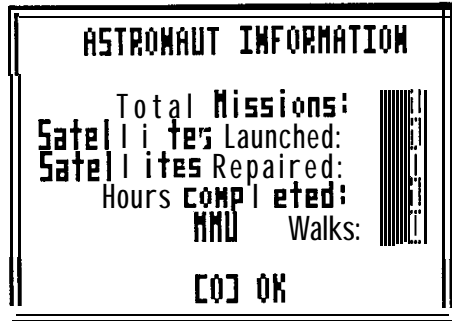 ASTRONAUT INFORMATION
Total Missions:
Satellites Launched:
Satellites Repaired:
Hours completed:
MMU Walks:
[O] OK